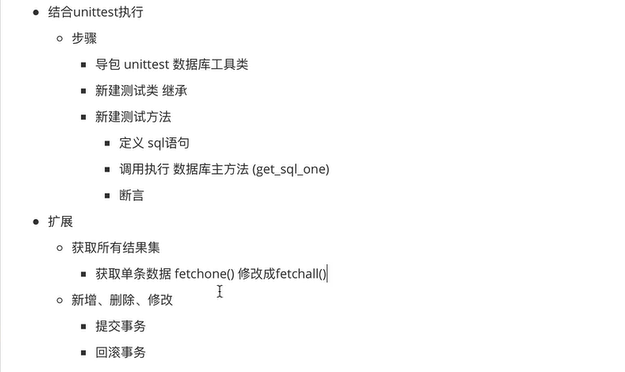 结合unittest执行
步骤
导包 unittest 数据库工具类
新建测试类 继承
新建测试方法
定义 sql语句
调用执行 数据库主方法 (get_sql_one)
断言
扩展
获取所有结果集
获取单条数据 fetchone() 修改成fetchall()
新增、删除、修改
提交事务
回滚事务